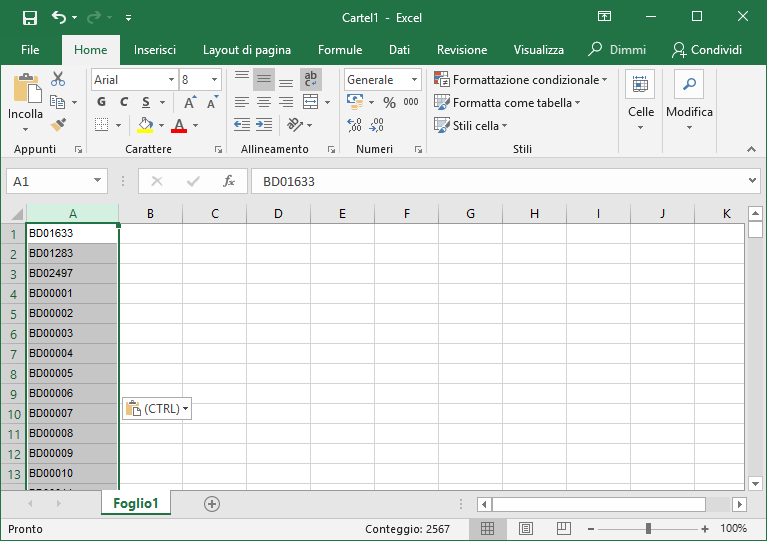 Cartel1 - Excel
File Home Inserisci Layout di pagina Formule Dati Revisione Visualizza Dimmi Condividi
Incolla
Arial 8
G C S A A
A
ab
c
Generale
% 000
,00 ,00
Formattazione condizionale
Formatta come tabella
Stili cella
Celle
Modifica
Appunti Carattere Allineamento Numeri Stili
A1 fx BD01633
A B C D E F G H I J K
1 BD01633
2 BD01283
3 BD02497
4 BD00001
5 BD00002
6 BD00003
7 BD00004
8 BD00005
9 BD00006
10 BD00007
(CTRL)
11 BD00008
12 BD00009
13 BD00010
Foglio1
Pronto Conteggio: 2567 100%